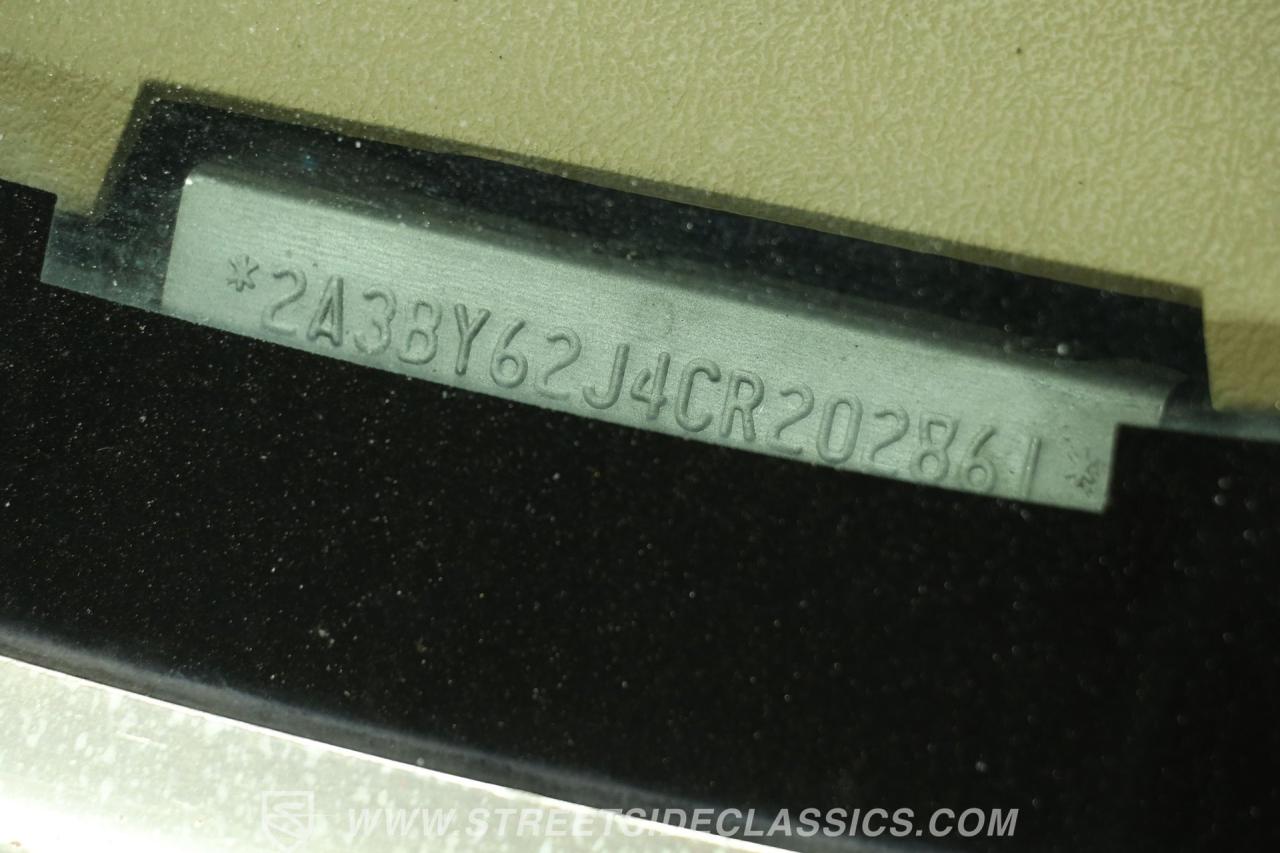 *2A3BY62J4CR202861
WWW.STREETSIDECLASSICS.COM